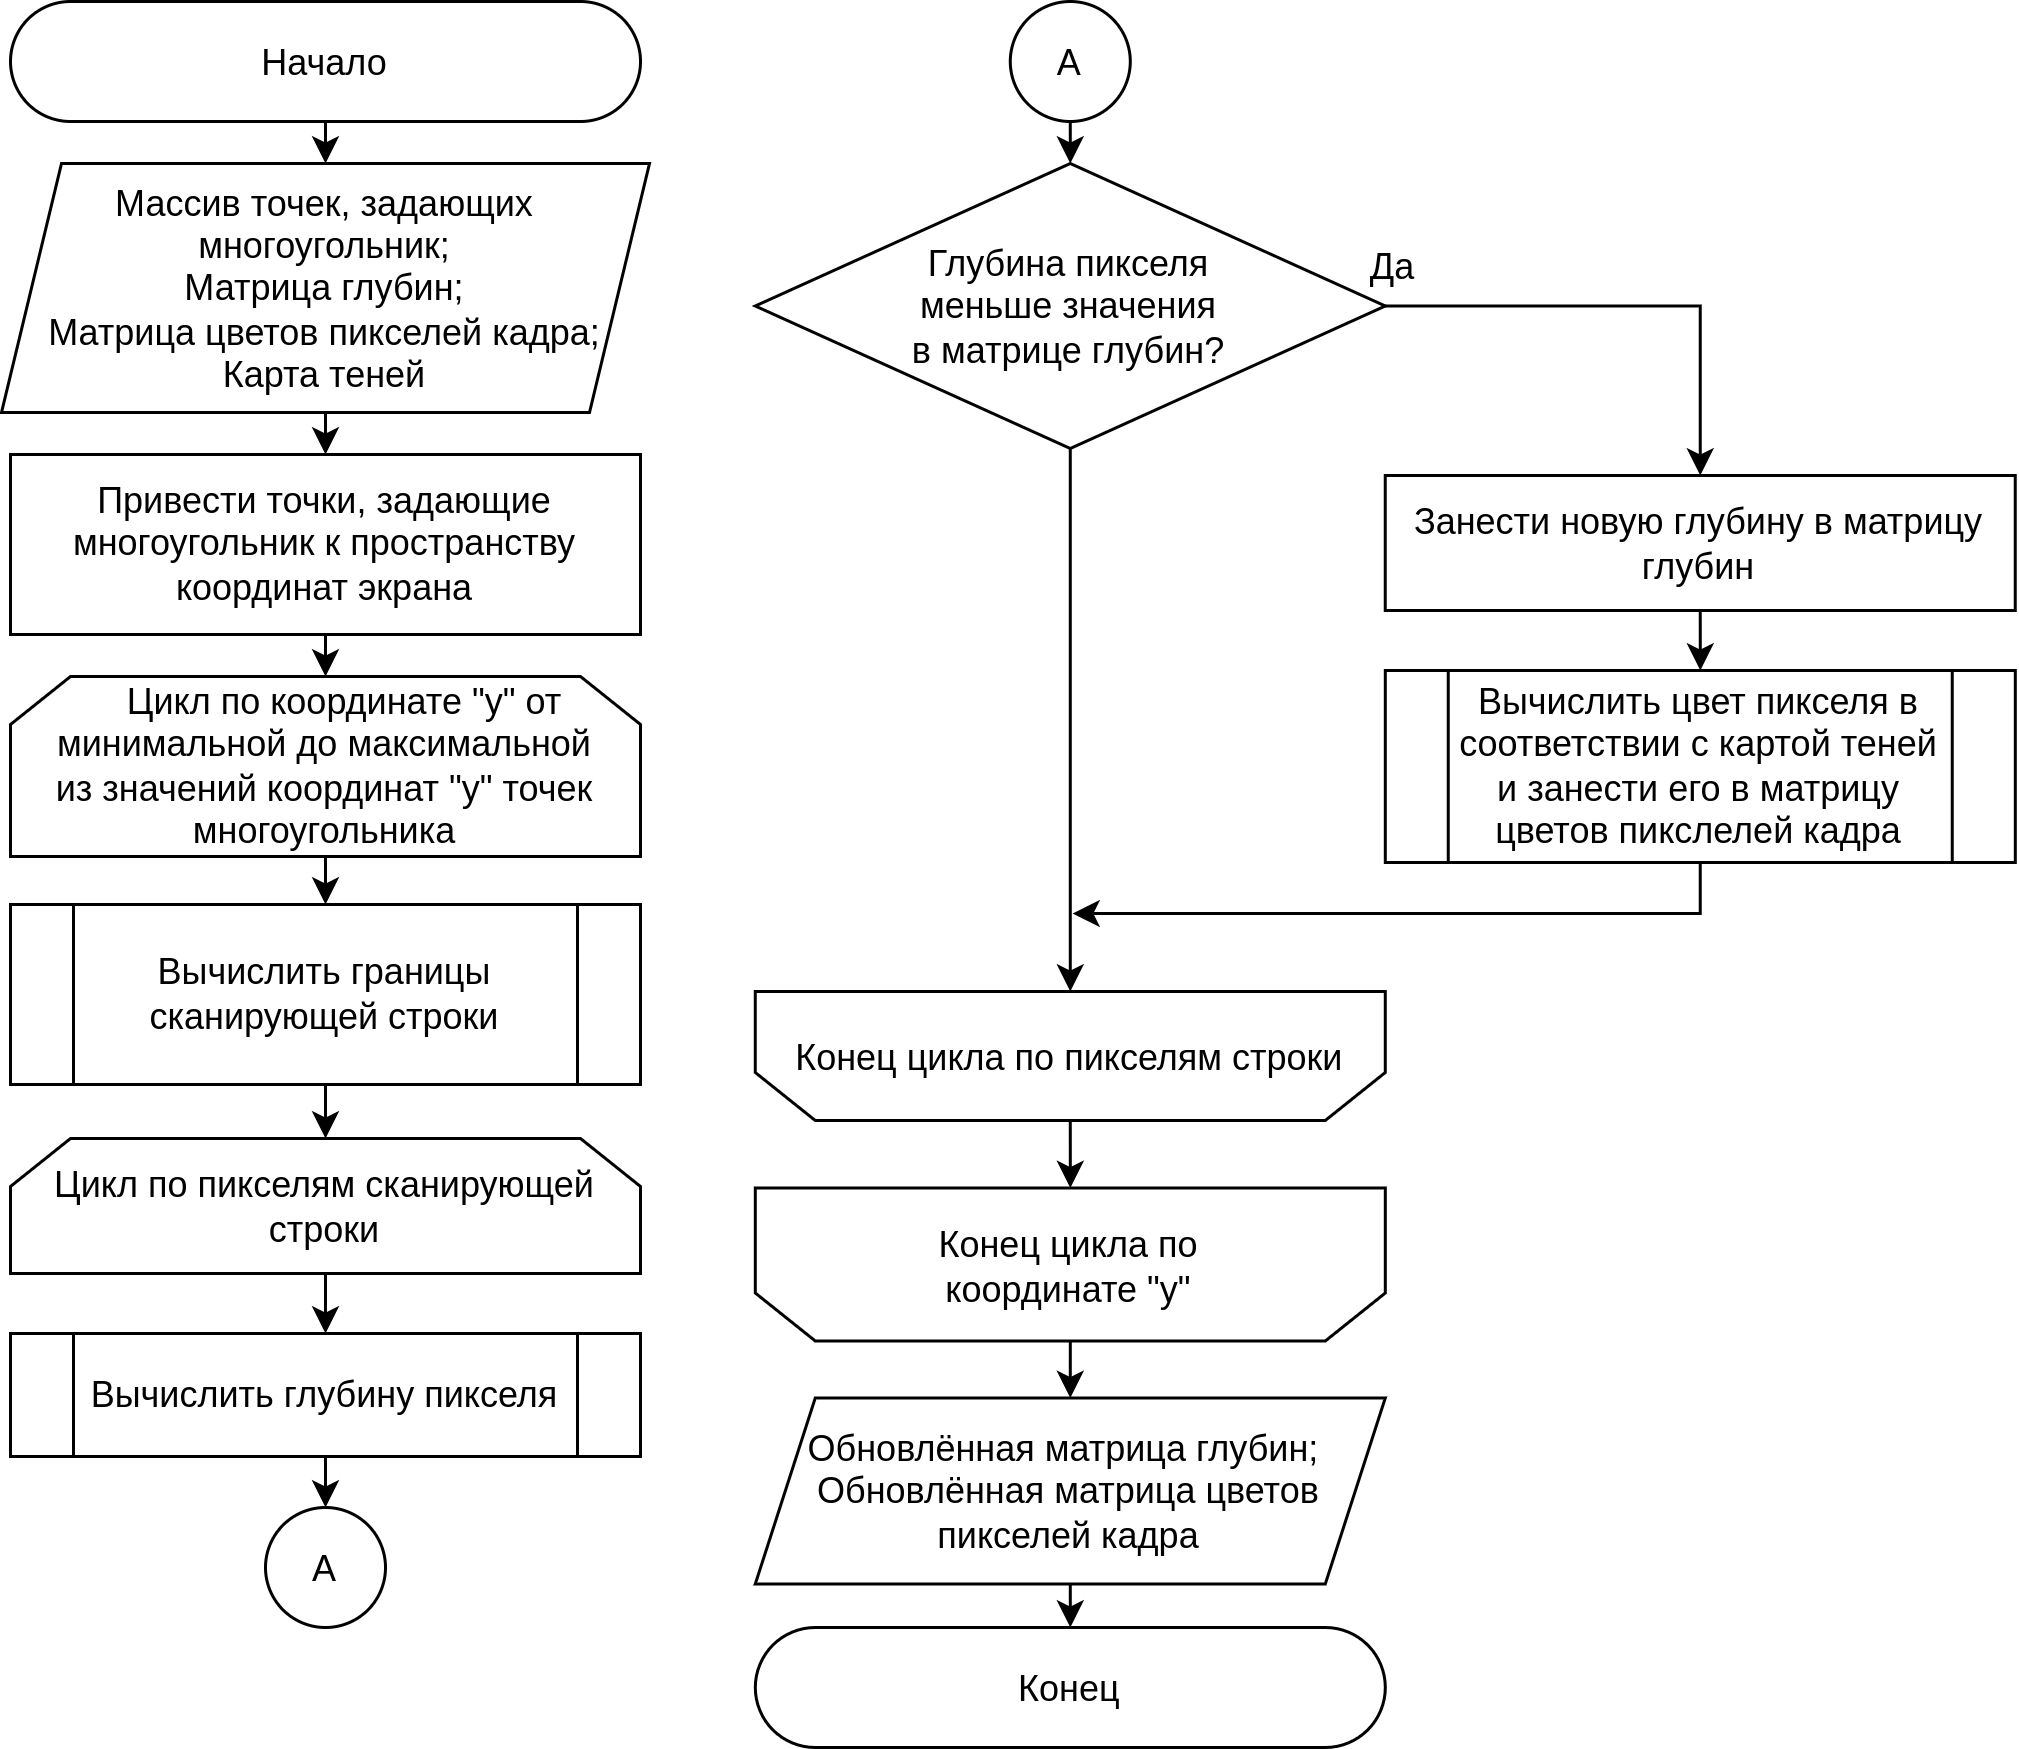 Начало
Массив точек, задающих
многоугольник;
Матрица глубин;
Матрица цветов пикселей кадра;
Карта теней
Привести точки, задающие
многоугольник к пространству
координат экрана
Цикл по координате "y" от
минимальной до максимальной
из значений координат "y" точек
многоугольника
Вычислить границы
сканирующей строки
Цикл по пикселям сканирующей
строки
Вычислить глубину пикселя
А
А
Глубина пикселя
меньше значения
в матрице глубин?
Да
Занести новую глубину в матрицу
глубин
Вычислить цвет пикселя в
соответствии с картой теней
и занести его в матрицу
цветов пикслелей кадра
Конец цикла по пикселям строки
Конец цикла по
координате "y"
Обновлённая матрица глубин;
Обновлённая матрица цветов
пикселей кадра
Конец